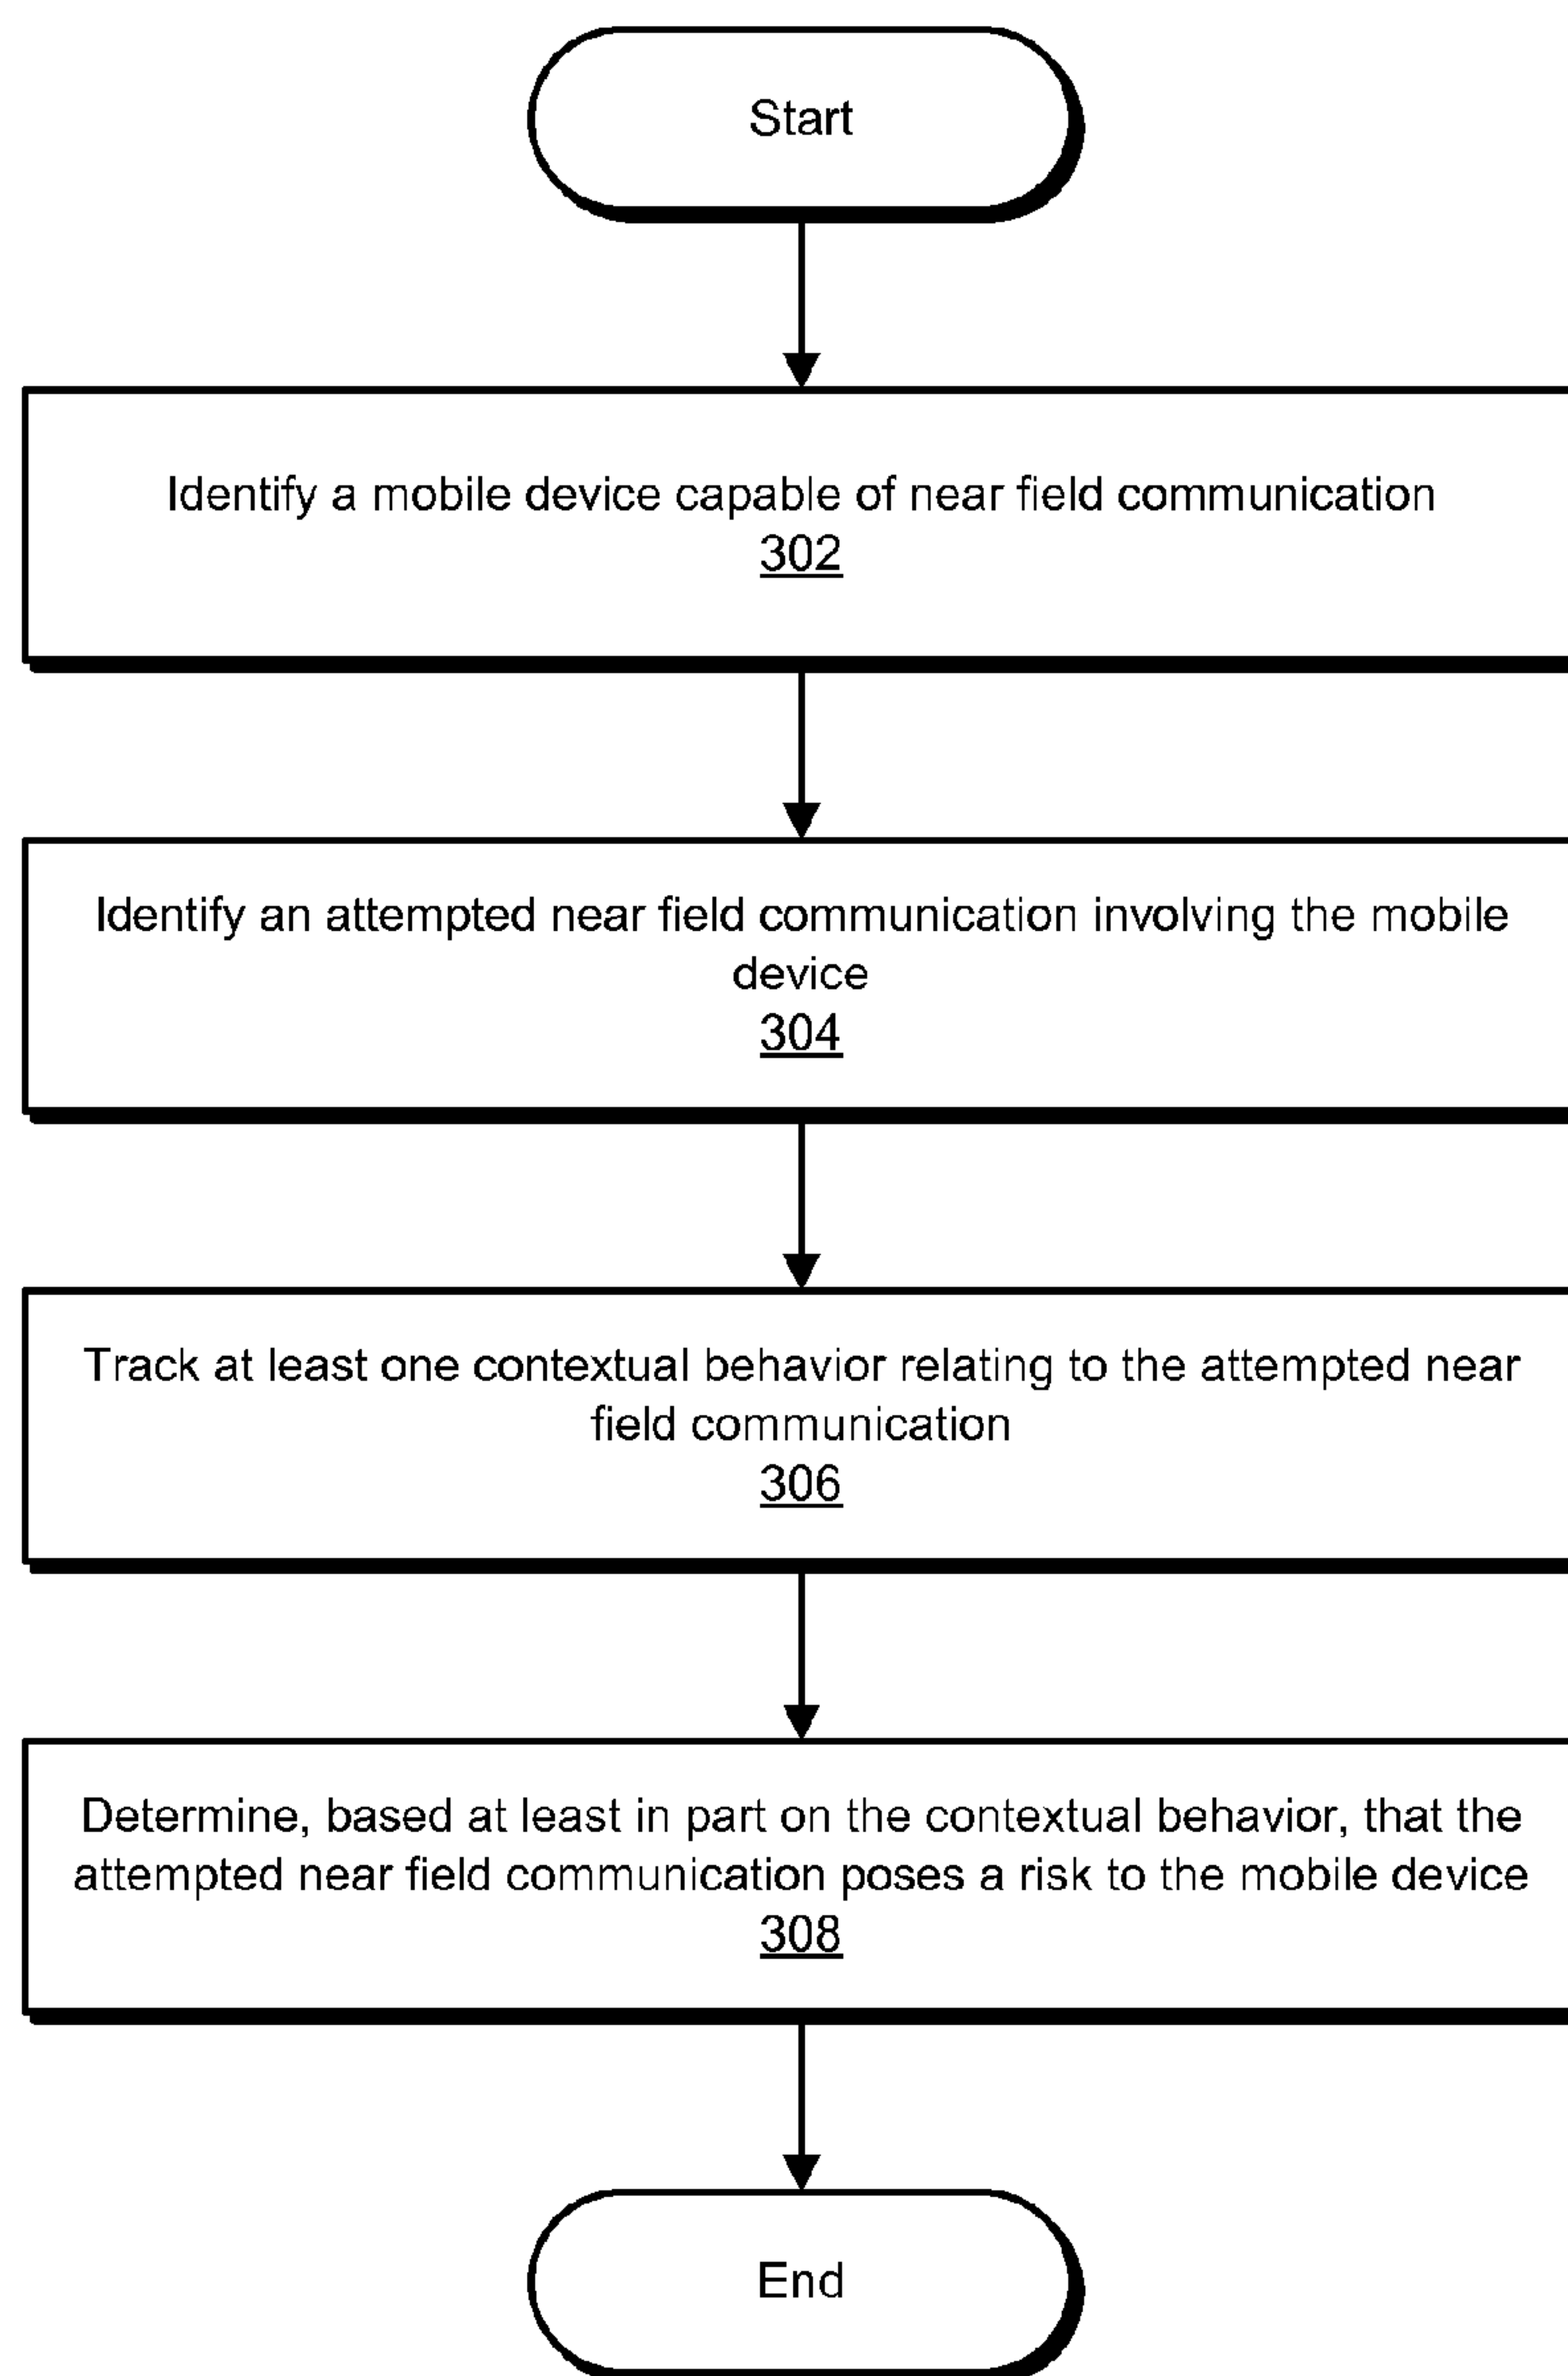 Start
Identify a mobile device capable of near field communication
302
Identify an attempted near field communication involving the mobile
device
304
Track at least one contextual behavior relating to the attempted near
field communication
306
Determine, based at least in part on the contextual behavior, that the
attempted near field communication poses a risk to the mobile device
308
End